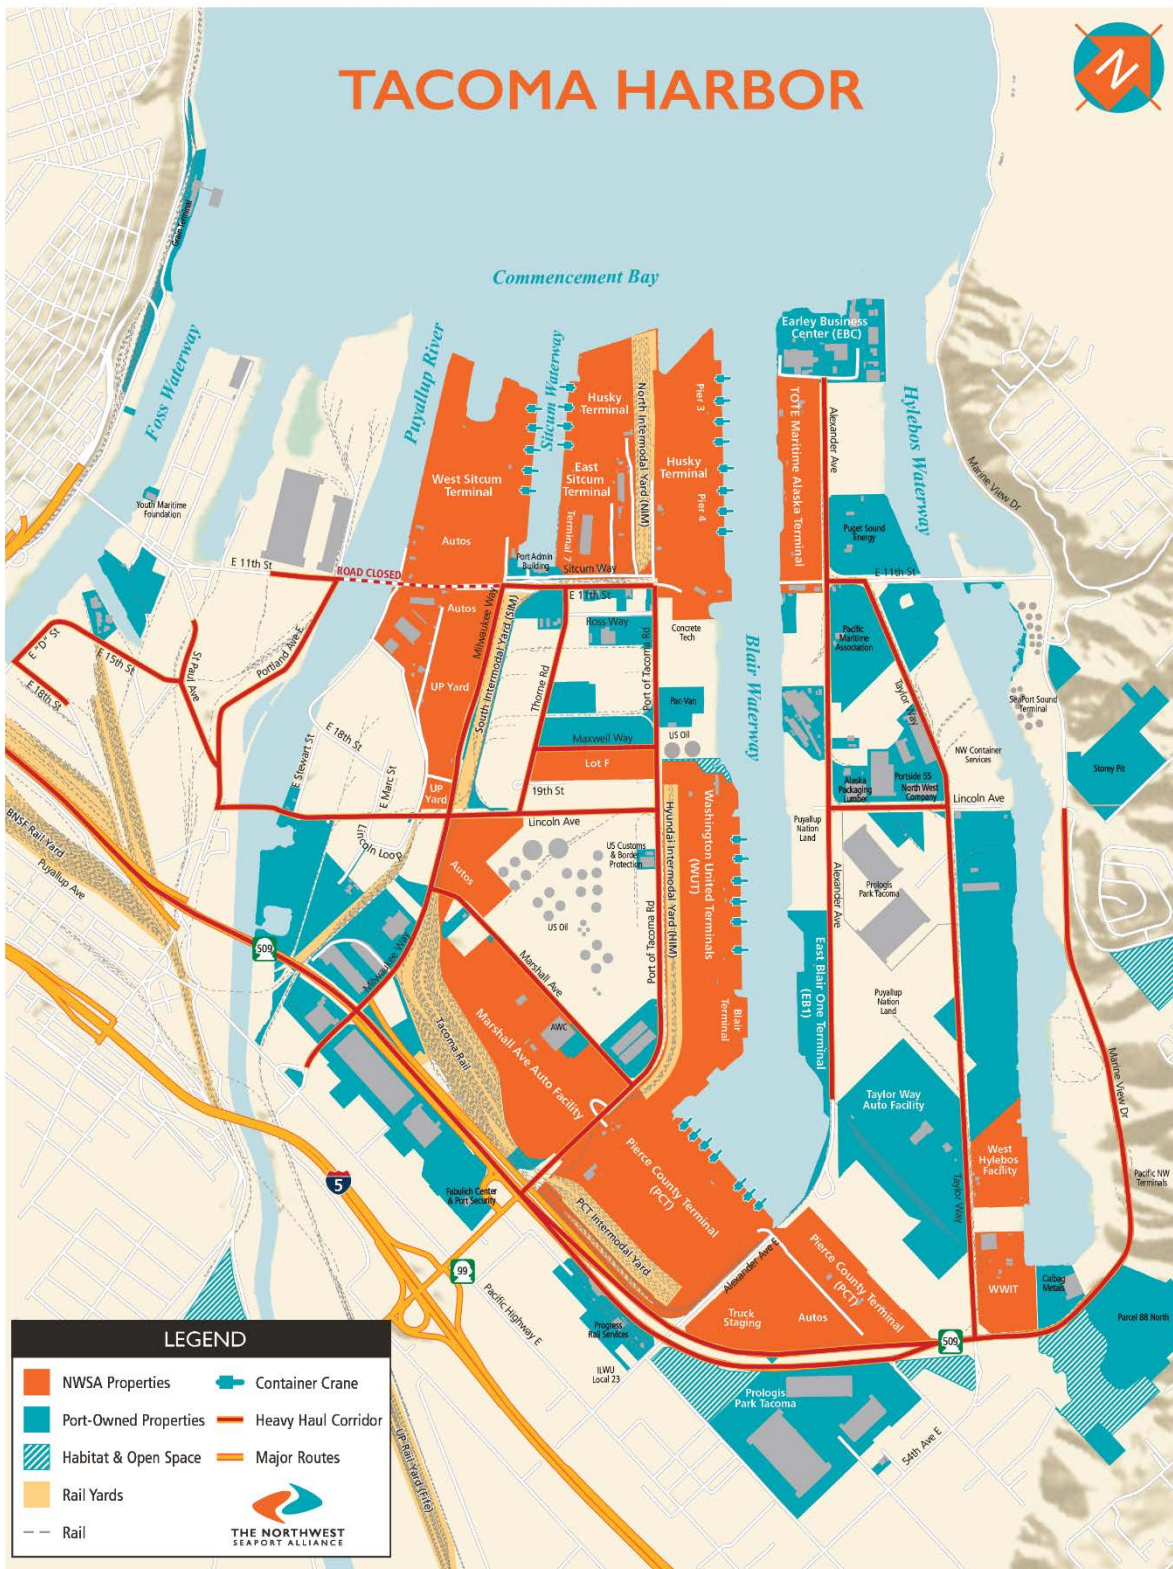 TACOMA HARBOR
N
Grain Terminal
Commencement Bay
Foss Waterway
Puyallup River
Sitcum Waterway
Hylebos Waterway
Blair Waterway
Earley Business
Center (EBC)
Husky
Terminal
North Intermodal Yard (NIM)
Pier 3
Husky
Terminal
Pier 4
TOTE Maritime Alaska Terminal
Alexander Ave
Marine View Dr
West Sitcum
Terminal
Autos
East
Sitcum
Terminal
Terminal 7
Youth Maritime
Foundation
Puget Sound
Energy
E 11th St
ROAD CLOSED
Port Admin
Building
Sitcum Way
E 11th St
E 11th St
Autos
Milwaukee Way
South Intermodal Yard (SIM)
Ross Way
Port of Tacoma Rd
Concrete
Tech
Pacific
Maritime
Association
E "D" St
E 15th St
E 18th St
St Paul Ave
Portland Ave E
UP Yard
Thorne Rd
Pac-Van
Taylor Way
SeaPort Sound
Terminal
E 18th St
E Stewart St
E Marc St
Maxwell Way
US Oil
Lot F
19th St
NW Container
Services
Storey Pit
UP
Yard
Alaska
Packaging
Lumber
Portside 55
North West
Company
Lincoln Ave
Lincoln Ave
Lincoln Loop
BNSF Rail Yard
Puyallup Ave
Autos
US Customs
& Border
Protection
Washington United Terminals
(WUT)
Hyundai Intermodal Yard (HIM)
Puyallup
Nation
Land
Alexander Ave
Prologis
Park Tacoma
US Oil
509
Milwaukee Way
Marshall Ave
Port of Tacoma Rd
East Blair One Terminal
(EB1)
Puyallup
Nation
Land
AWC
Blair
Terminal
Tacoma Rail
Marshall Ave Auto Facility
Marine View Dr
Taylor Way
Auto Facility
West
Hylebos
Facility
Pierce County Terminal
(PCT)
5
Fabulich Center
& Port Security
PCT Intermodal Yard
Taylor Way
Pacific NW
Terminals
99
Alexander Ave E
Pierce County Terminal
(PCT)
WWIT
Calbag
Metals
Pacific Highway E
Progress
Rail Services
Truck
Staging
Autos
Parcel 88 North
509
ILWU
Local 23
Prologis
Park Tacoma
54th Ave E
UP Rail Yard (Fife)
LEGEND
NWSA Properties
Container Crane
Port-Owned Properties
Heavy Haul Corridor
Habitat & Open Space
Major Routes
Rail Yards
Rail
THE NORTHWEST
SEAPORT ALLIANCE